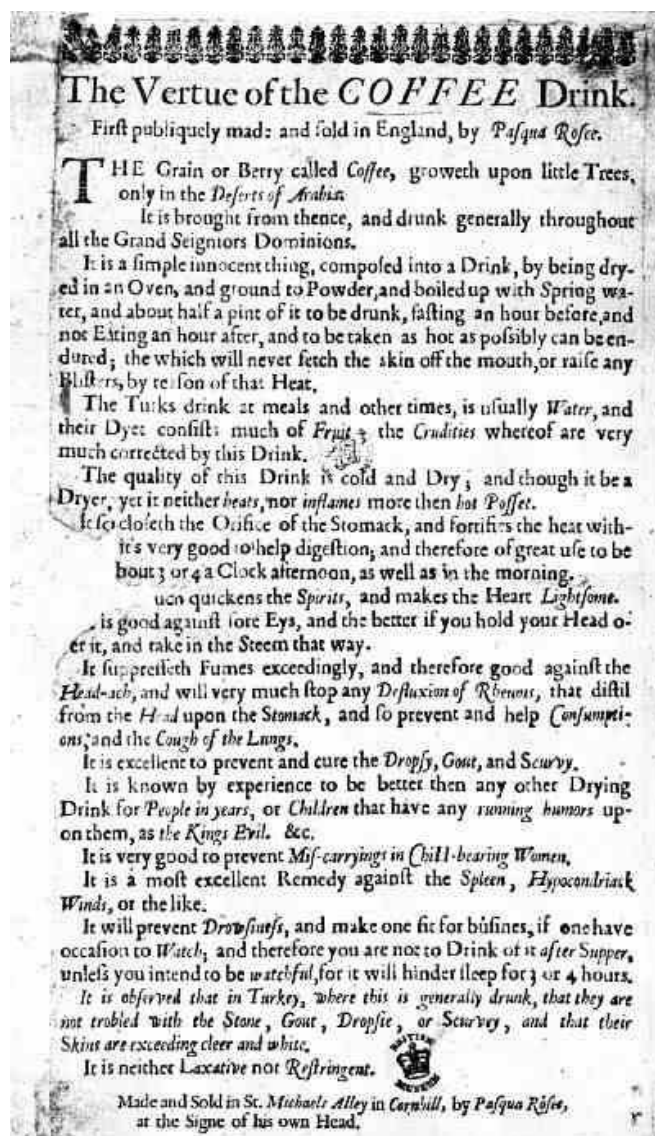 The Vertue of the COFFEE Drink.
First publiquely made and sold in England, by Pasqua Rosee.
THE Grain or Berry called Coffee, groweth upon little Trees,
only in the Deserts of Arabia.
It is brought from thence, and drunk generally throughout
all the Grand Seigniors Dominions.
It is a simple innocent thing, composed into a Drink, by being dry-
ed in an Oven, and ground to Powder, and boiled up with Spring wa-
ter, and about half a pint of it to be drunk, fasting an hour before, and
not Eating an hour after, and to be taken as hot as possibly can be en-
dured; the which will never fetch the skin off the mouth, or raise any
Blisters, by reason of that Heat.
The Turks drink at meals and other times, is usually Water, and
their Dyet consists much of Fruit; the Crudities whereof are very
much corrected by this Drink.
The quality of this Drink is cold and Dry; and though it be a
Dryer, yet it neither heats, nor inflames more then hot Posset.
It closeth the Orifice of the Stomack, and fortifies the heat with-
it's very good to help digestion, and therefore of great use to be
bout 3 or 4 a Clock afternoon, as well as in the morning.
quickens the Spirits, and makes the Heart Lightsome.
is good against sore Eys, and the better if you hold your Head o-
er it, and take in the Steem that way.
It suppresseth Fumes exceedingly, and therefore good against the
Head-ach, and will very much stop any Defluxion of Rheums, that distil
from the Head upon the Stomack, and so prevent and help Consumpti-
ons, and the Cough of the Lungs.
It is excellent to prevent and cure the Dropsy, Gout, and Scurvy.
It is known by experience to be better then any other Drying
Drink for People in years, or Children that have any running humors up-
on them, as the Kings Evil. &c.
It is very good to prevent Mis-carryings in Child-bearing Women.
It is a most excellent Remedy against the Spleen, Hypocondriack
Winds, or the like.
It will prevent Drowsiness, and make one fit for busines, if one have
occasion to Watch, and therefore you are not to Drink of it after Supper,
unless you intend to be watchful, for it will hinder sleep for 3 or 4 hours.
It is observed that in Turkey, where this is generally drunk, that they are
not trobled with the Stone, Gout, Dropsie, or Scurvey, and that their
Skins are exceeding cleer and white.
It is neither Laxative nor Restringent.
BRITISH
MUSEUM
Made and Sold in St. Michaels Alley in Cornhill, by Pasqua Rosee,
at the Signe of his own Head.